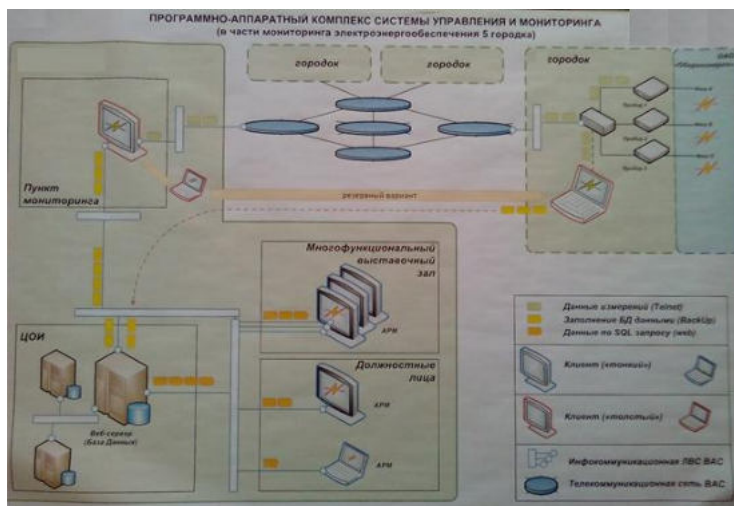 ПРОГРАММНО-АППАРАТНЫЙ КОМПЛЕКС СИСТЕМЫ УПРАВЛЕНИЯ И МОНИТОРИНГА
(в части мониторинга электроэнергообеспечения 5 городка)
городок
городок
городок
Пункт
мониторинга
резервный вариант
Многофункциональный
выставочный
зал
АРМ
ЦОИ
Веб-сервер
(База Данных)
Должностные
лица
АРМ
АРМ
Данные измерений (Telnet)
Заполнение БД данными (BackUp)
Данные по SQL запросу (web)
Клиент («тонкий»)
Клиент («толстый»)
Инфокоммуникационная ЛВС ВАС
Телекоммуникационная сеть ВАС